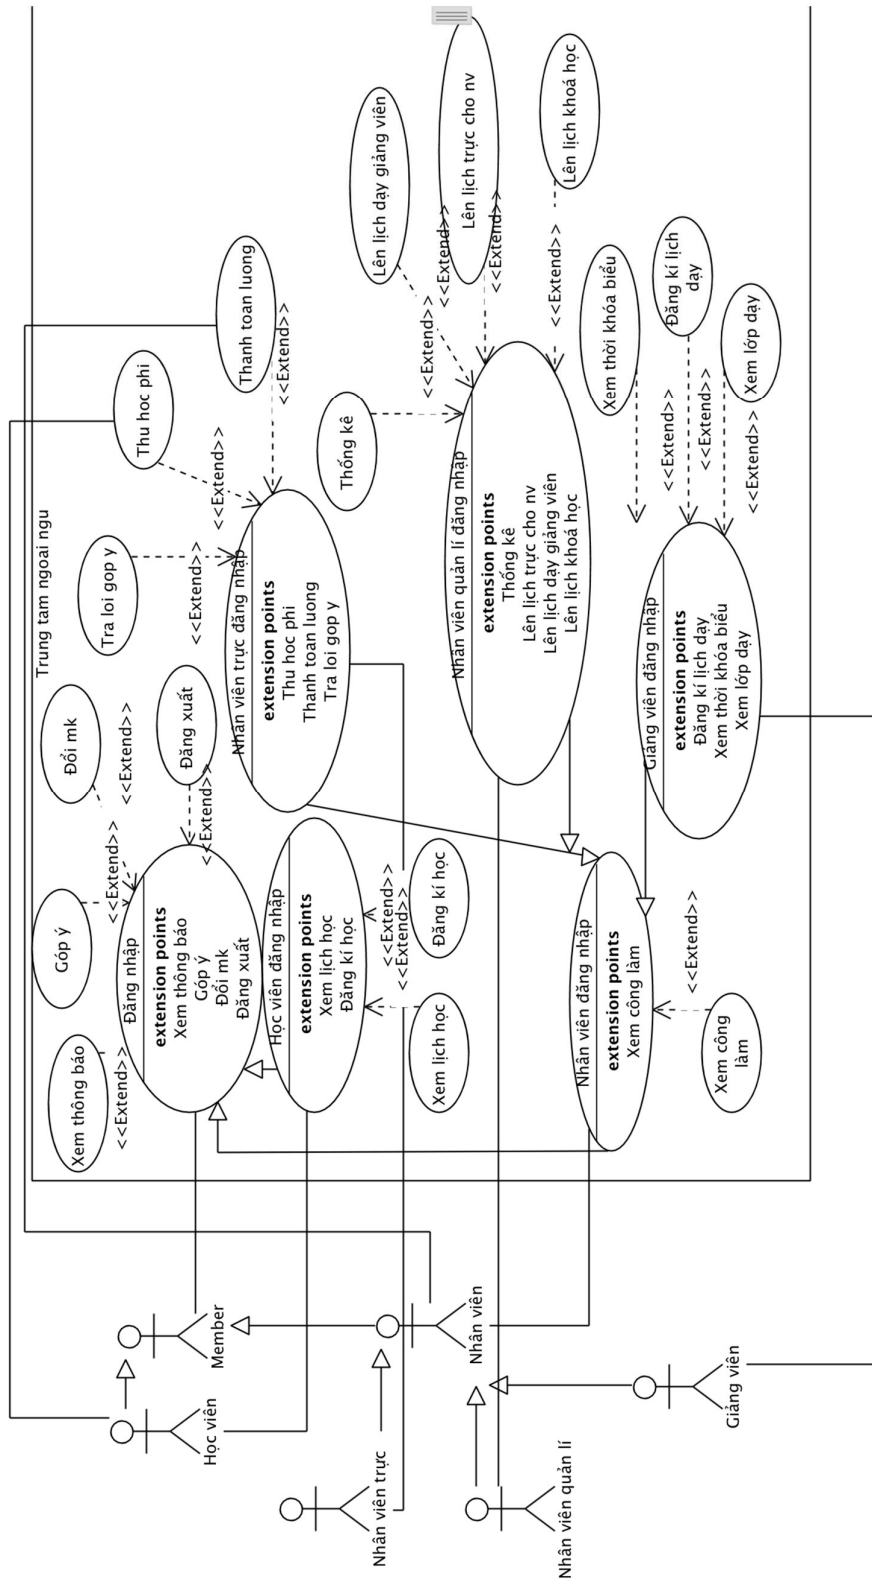 Trung tam ngoai ngu
Thu hoc phi
Thanh toan luong
<<Extend>>
<<Extend>>
Tra loi gop y
<<Extend>>
Đổi mk
<<Extend>>
Đăng xuất
<<Extend>>
Góp ý
<<Extend>>
Xem thông báo
<<Extend>>
Đăng nhập
extension points
Xem thông báo
Góp ý
Đổi mk
Đăng xuất
Nhân viên trực đăng nhập
extension points
Thu hoc phi
Thanh toan luong
Tra loi gop y
Học viên đăng nhập
extension points
Xem lịch học
Đăng kí học
<<Extend>>
<<Extend>>
Xem lịch học
Đăng kí học
Thống kê
<<Extend>>
Lên lịch dạy giảng viên
<<Extend>>
Lên lịch trực cho nv
<<Extend>>
Lên lịch khoá học
<<Extend>>
Nhân viên quản lí đăng nhập
extension points
Thống kê
Lên lịch trực cho nv
Lên lịch dạy giảng viên
Lên lịch khoá học
Xem thời khóa biểu
<<Extend>>
Đăng kí lịch
dạy
<<Extend>>
Xem lớp dạy
<<Extend>>
Giảng viên đăng nhập
extension points
Đăng kí lịch dạy
Xem thời khóa biểu
Xem lớp dạy
Nhân viên đăng nhập
extension points
Xem công làm
<<Extend>>
Xem công
làm
Member
Học viên
Nhân viên
Nhân viên trực
Nhân viên quản lí
Giảng viên